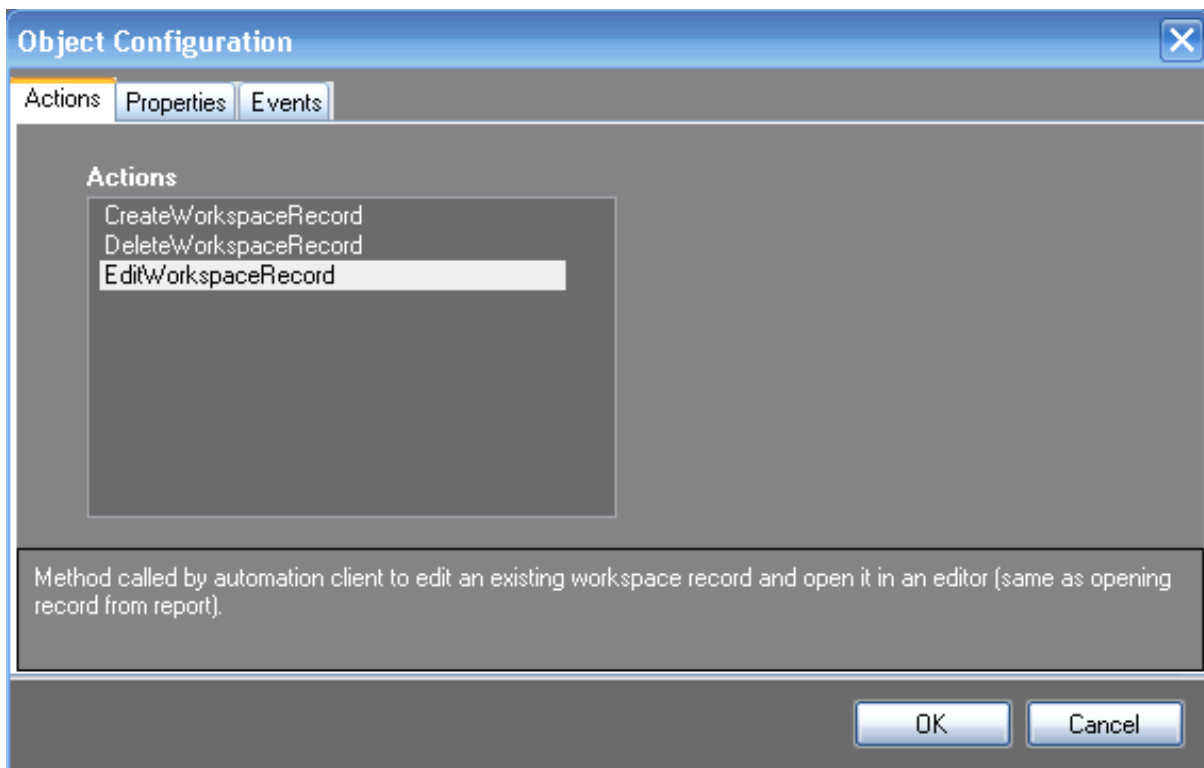 Object Configuration
Actions Properties Events
Actions
CreateWorkspaceRecord
DeleteWorkspaceRecord
EditWorkspaceRecord
Method called by automation client to edit an existing workspace record and open it in an editor (same as opening
record from report).
OK Cancel